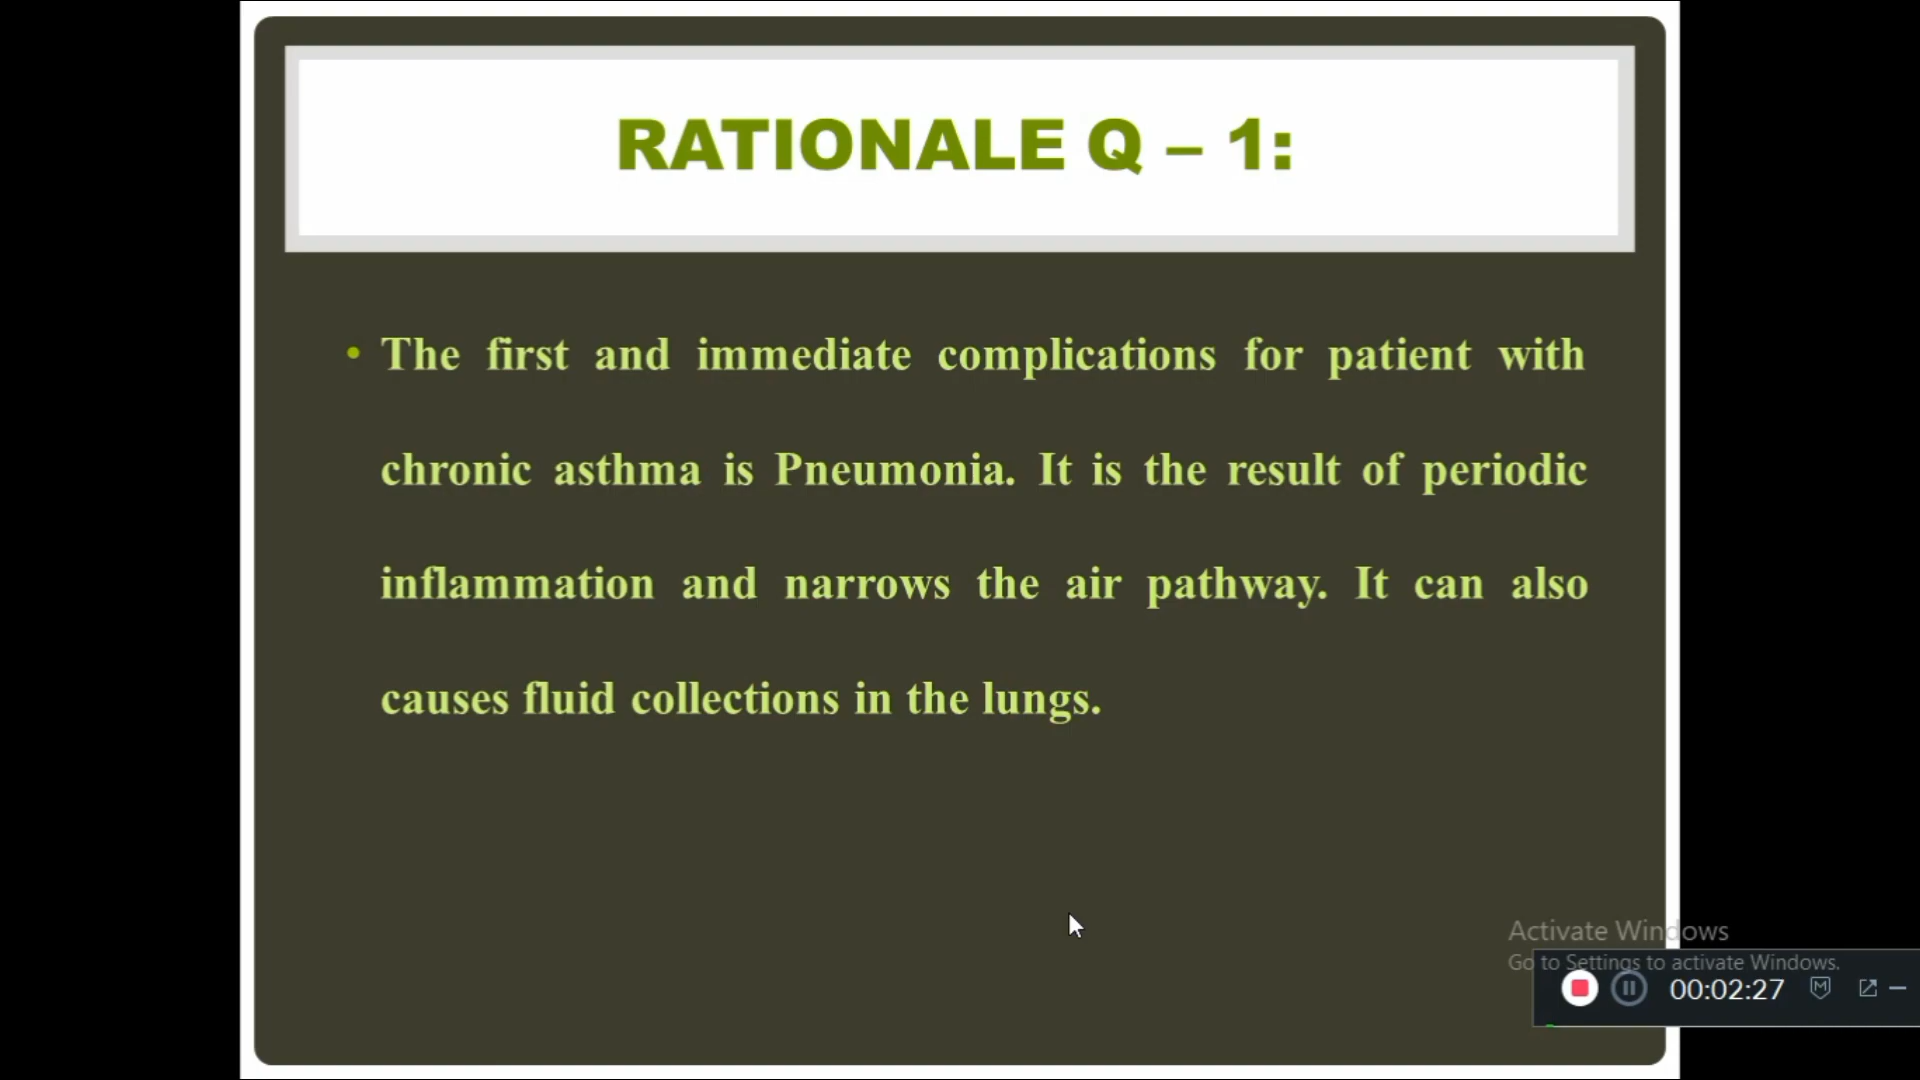 RATIONALE Q – 1:
• The first and immediate complications for patient with
chronic asthma is Pneumonia. It is the result of periodic
inflammation and narrows the air pathway. It can also
causes fluid collections in the lungs.
Activate Windows
Go to Settings to activate Windows.
00:02:27